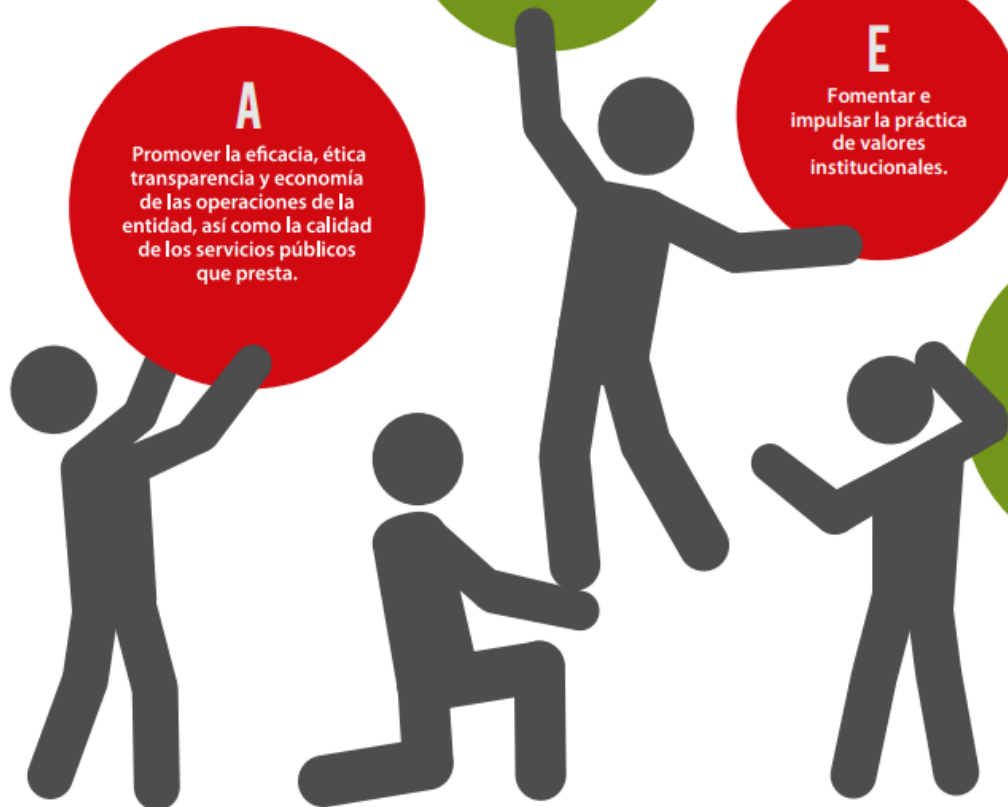 A
Promover la eficacia, ética
transparencia y economía
de las operaciones de la
entidad, así como la calidad
de los servicios públicos
que presta.
E
Fomentar e
impulsar la práctica
de valores
institucionales.